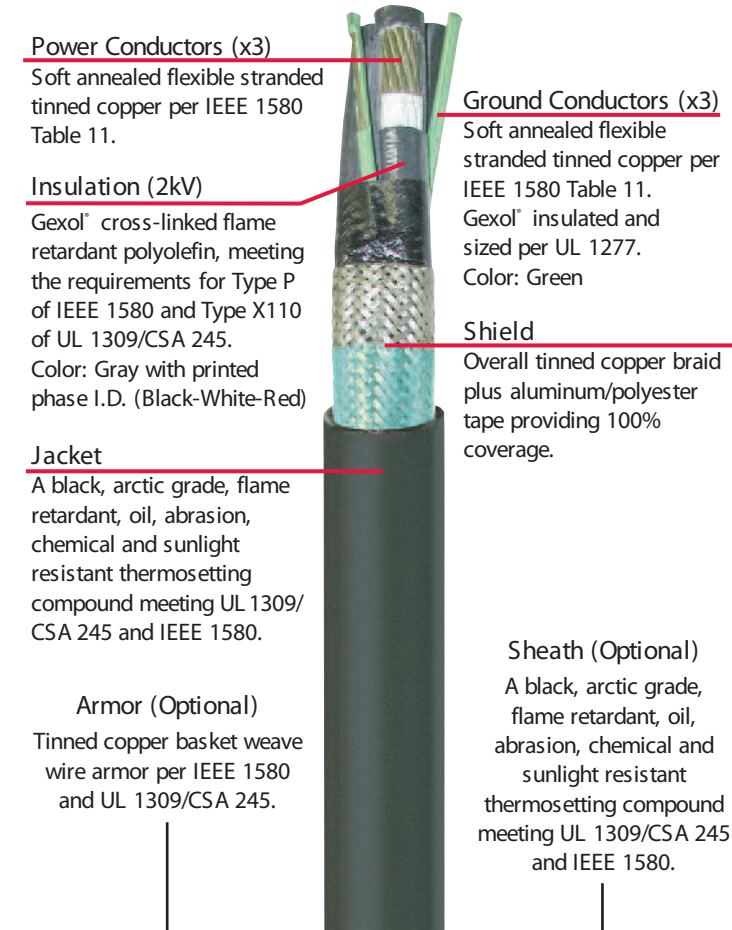 Power Conductors (x3)
Soft annealed flexible stranded
tinned copper per IEEE 1580
Table 11.
Insulation (2kV)
Gexol® cross-linked flame
retardant polyolefin, meeting
the requirements for Type P
of IEEE 1580 and Type X110
of UL 1309/CSA 245.
Color: Gray with printed
phase I.D. (Black-White-Red)
Jacket
A black, arctic grade, flame
retardant, oil, abrasion,
chemical and sunlight
resistant thermosetting
compound meeting UL 1309/
CSA 245 and IEEE 1580.
Armor (Optional)
Tinned copper basket weave
wire armor per IEEE 1580
and UL 1309/CSA 245.
Ground Conductors (x3)
Soft annealed flexible
stranded tinned copper per
IEEE 1580 Table 11.
Gexol® insulated and
sized per UL 1277.
Color: Green
Shield
Overall tinned copper braid
plus aluminum/polyester
tape providing 100%
coverage.
Sheath (Optional)
A black, arctic grade,
flame retardant, oil,
abrasion, chemical and
sunlight resistant
thermosetting compound
meeting UL 1309/CSA 245
and IEEE 1580.